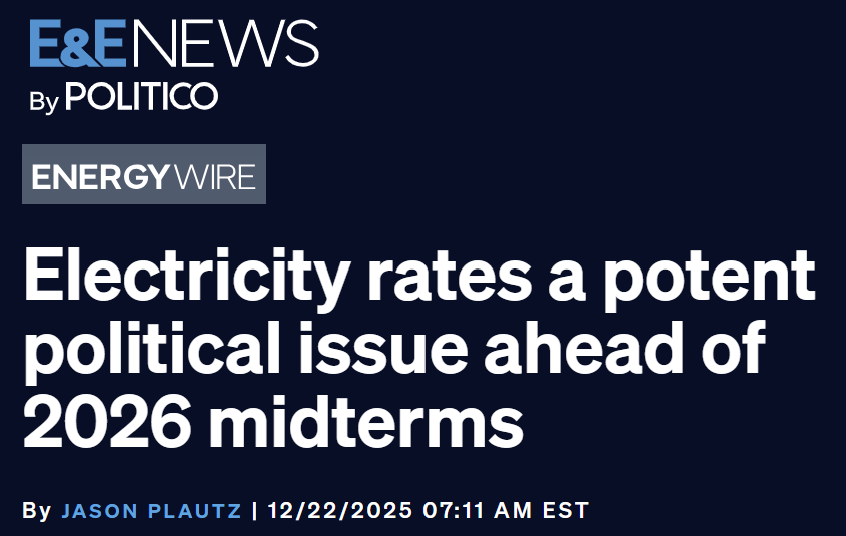 E&E NEWS
By POLITICO
ENERGYWIRE
Electricity rates a potent
political issue ahead of
2026 midterms
By JASON PLAUTZ | 12/22/2025 07:11 AM EST